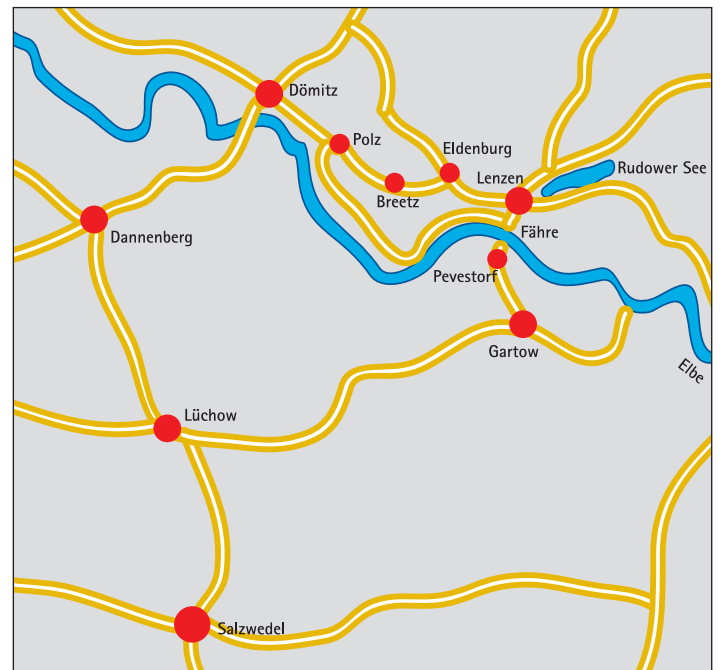 Dömitz
Polz
Eldenburg
Lenzen
Rudower See
Breetz
Fähre
Dannenberg
Pevestorf
Gartow
Elbe
Lüchow
Salzwedel